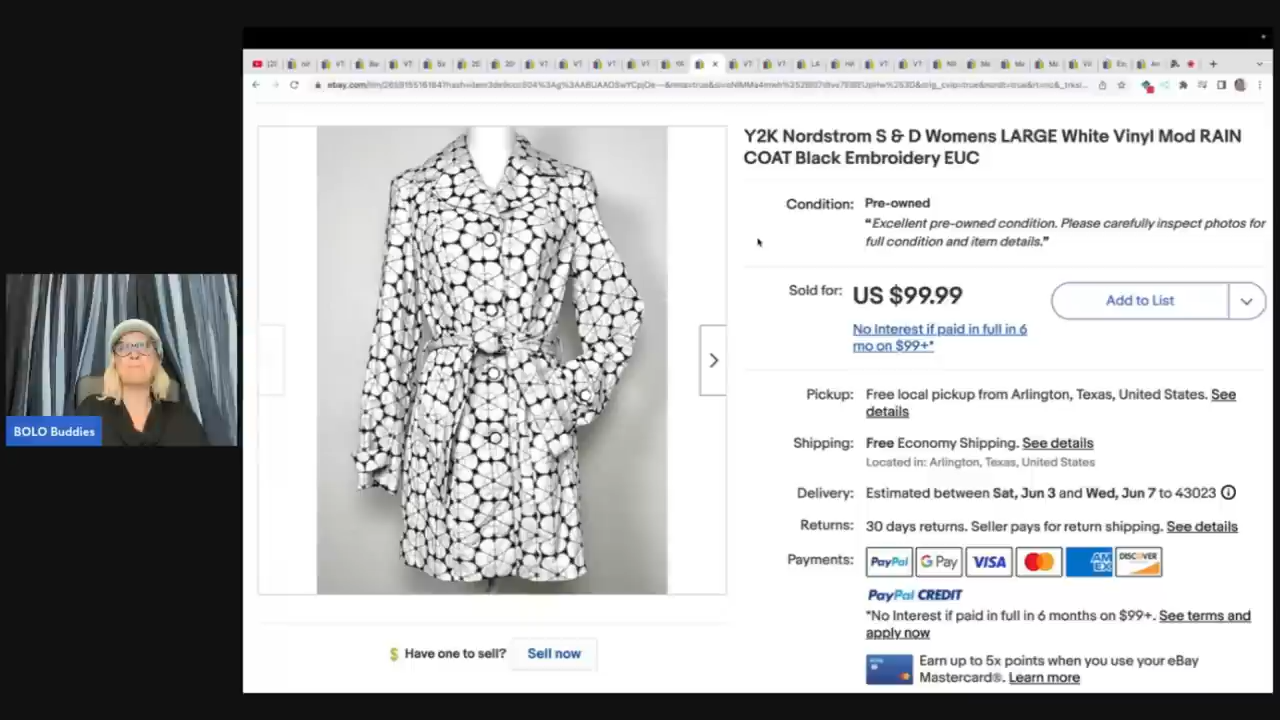 Y2K Nordstrom S & D Womens LARGE White Vinyl Mod RAIN
COAT Black Embroidery EUC
Condition: Pre-owned
“Excellent pre-owned condition. Please carefully inspect photos for
full condition and item details.”
Sold for: US $99.99
Add to List
No Interest if paid in full in 6
mo on $99+*
Pickup: Free local pickup from Arlington, Texas, United States. See
details
Shipping: Free Economy Shipping. See details
Located in: Arlington, Texas, United States
BOLO Buddies
Delivery: Estimated between Sat, Jun 3 and Wed, Jun 7 to 43023
Returns: 30 days returns. Seller pays for return shipping. See details
Payments: PayPal G Pay VISA AM EX DISCOVER
PayPal CREDIT
*No Interest if paid in full in 6 months on $99+. See terms and
apply now
$ Have one to sell? Sell now
Earn up to 5x points when you use your eBay
Mastercard®. Learn more